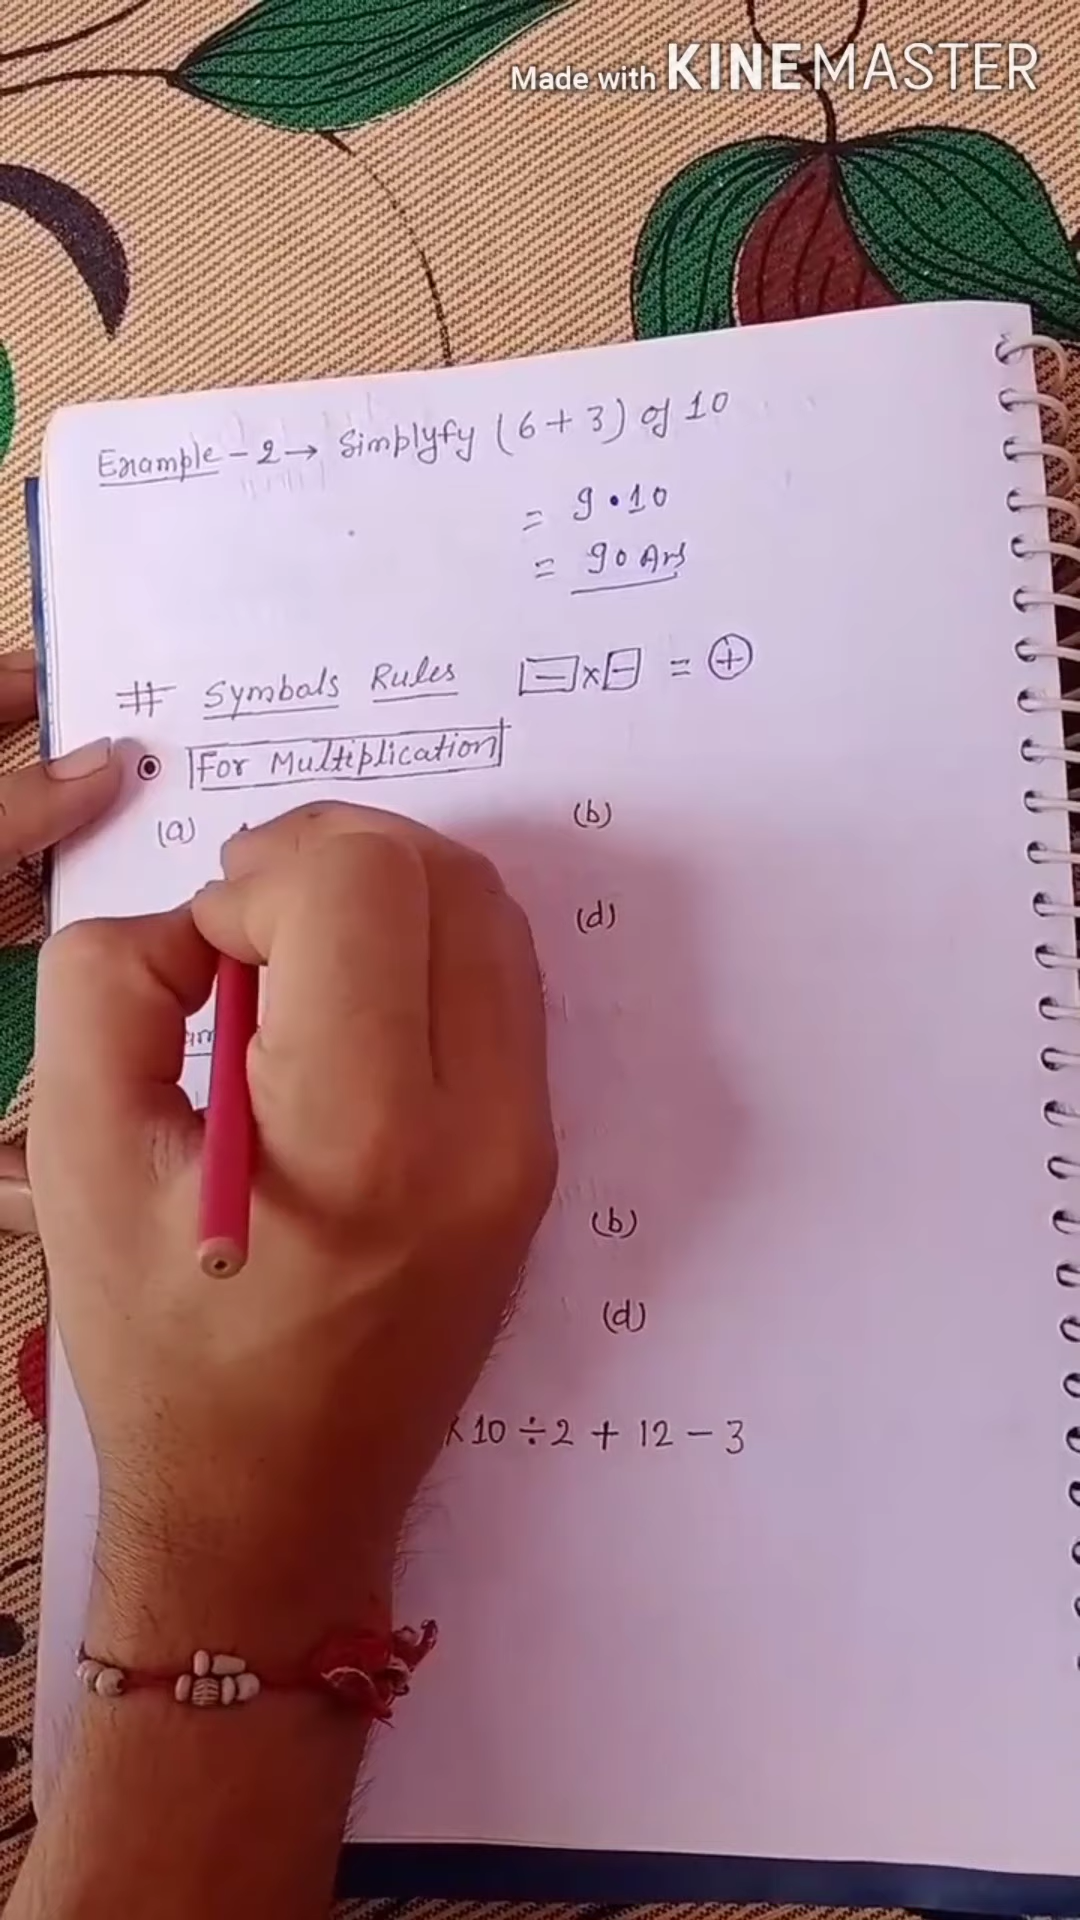 Made with KINEMASTER
Example - 2 → Simplyfy (6 + 3) of 10
= 9 • 10
= 90 Ans
# Symbals Rules [-] x [-] = (+)
For Multiplication
(a) (b)
(d)
(b)
(d)
10 ÷ 2 + 12 - 3